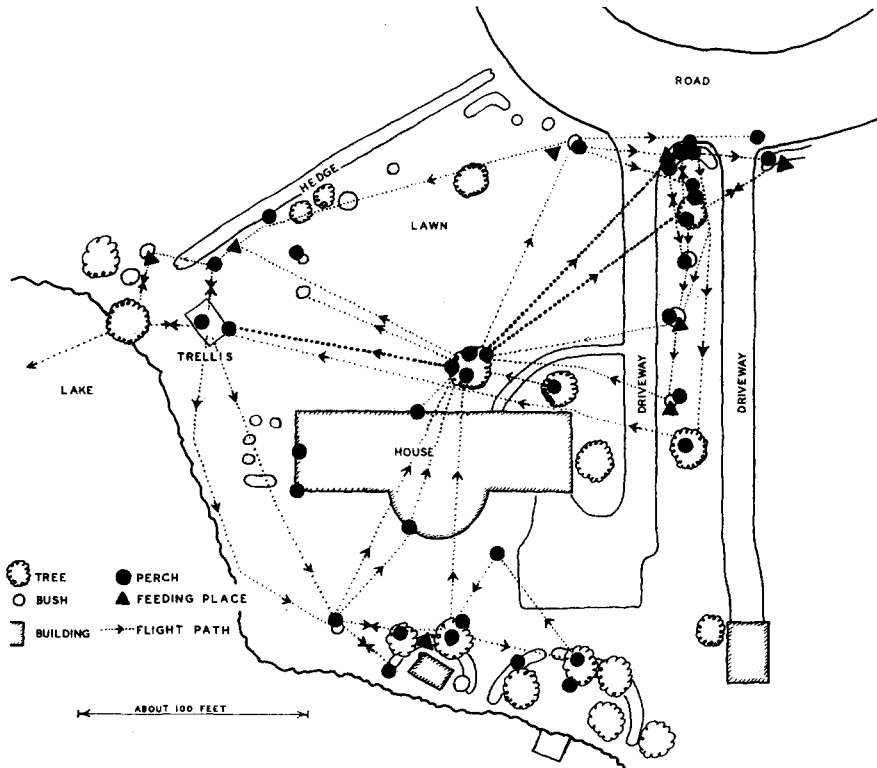 ROAD
HEDGE
LAWN
TRELLIS
LAKE
DRIVEWAY
DRIVEWAY
HOUSE
TREE
PERCH
BUSH
FEEDING PLACE
BUILDING
FLIGHT PATH
ABOUT 100 FEET